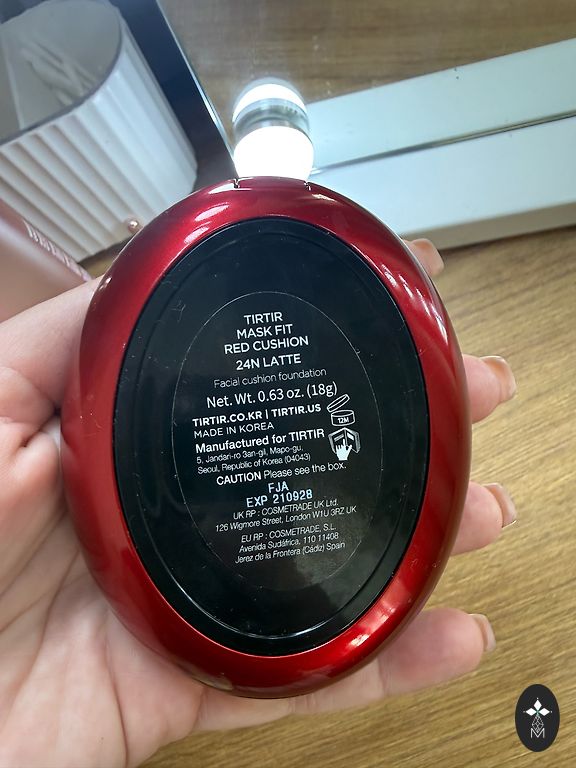 TIRTIR
MASK FIT
RED CUSHION
24N LATTE
Facial cushion foundation
Net. Wt. 0.63 oz. (18g)
TIRTIR.CO.KR | TIRTIR.US
MADE IN KOREA
12M
Manufactured for TIRTIR
5, Jandari-ro 3an-gil, Mapo-gu,
Seoul, Republic of Korea (04043)
CAUTION Please see the box.
FJA
EXP 210928
UK RP : COSMETRADE UK Ltd.
126 Wigmore Street, London W1U 3RZ UK
EU RP : COSMETRADE, S.L.
Avenida Sudáfrica, 110 11408
Jerez de la Frontera (Cádiz) Spain
M